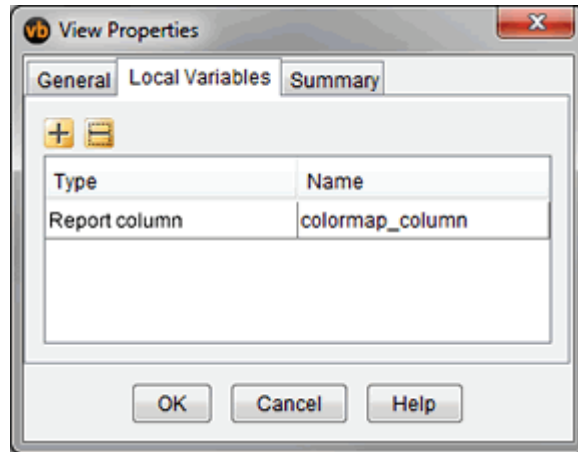 vb View Properties
General Local Variables Summary
Type Name
Report column colormap_column
OK Cancel Help